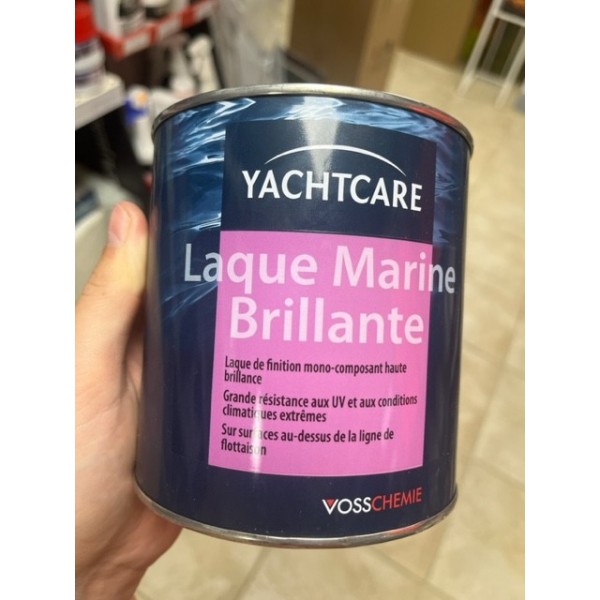 YACHTCARE
Laque Marine
Brillante
Laque de finition mono-composant haute
brillance
Grande résistance aux UV et aux conditions
climatiques extrêmes
Sur surfaces au-dessus de la ligne de
flottaison
VOSSCHEMIE